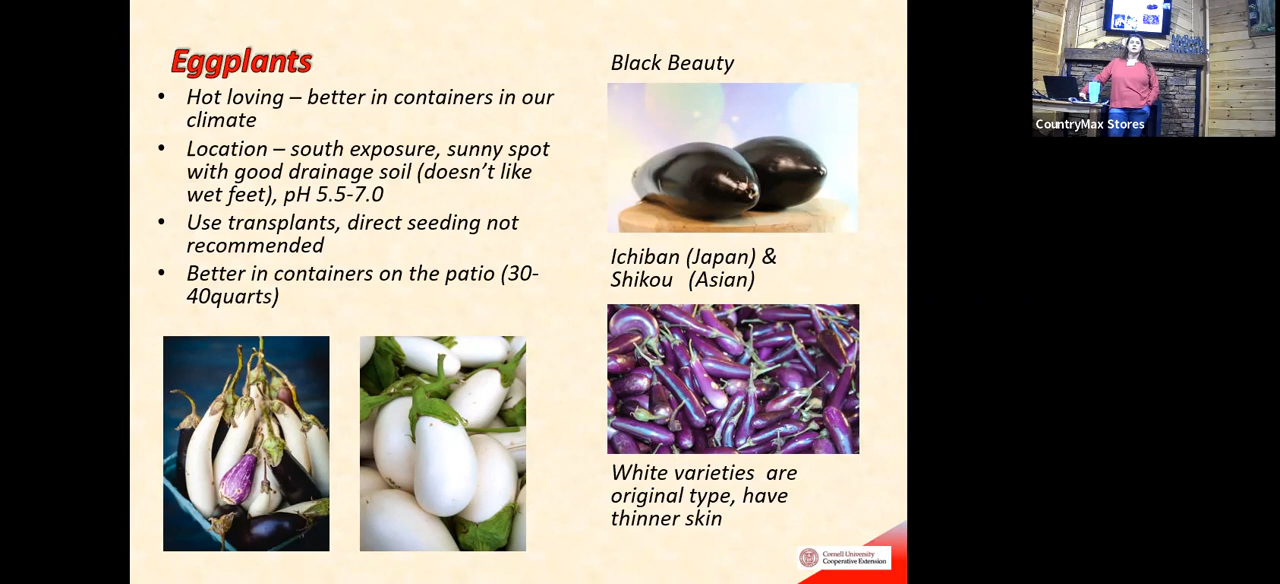 Eggplants
• Hot loving – better in containers in our
climate
• Location – south exposure, sunny spot
with good drainage soil (doesn't like
wet feet), pH 5.5-7.0
• Use transplants, direct seeding not
recommended
• Better in containers on the patio (30-
40quarts)
Black Beauty
Ichiban (Japan) &
Shikou (Asian)
White varieties are
original type, have
thinner skin
Cornell University
Cooperative Extension
CountryMax Stores